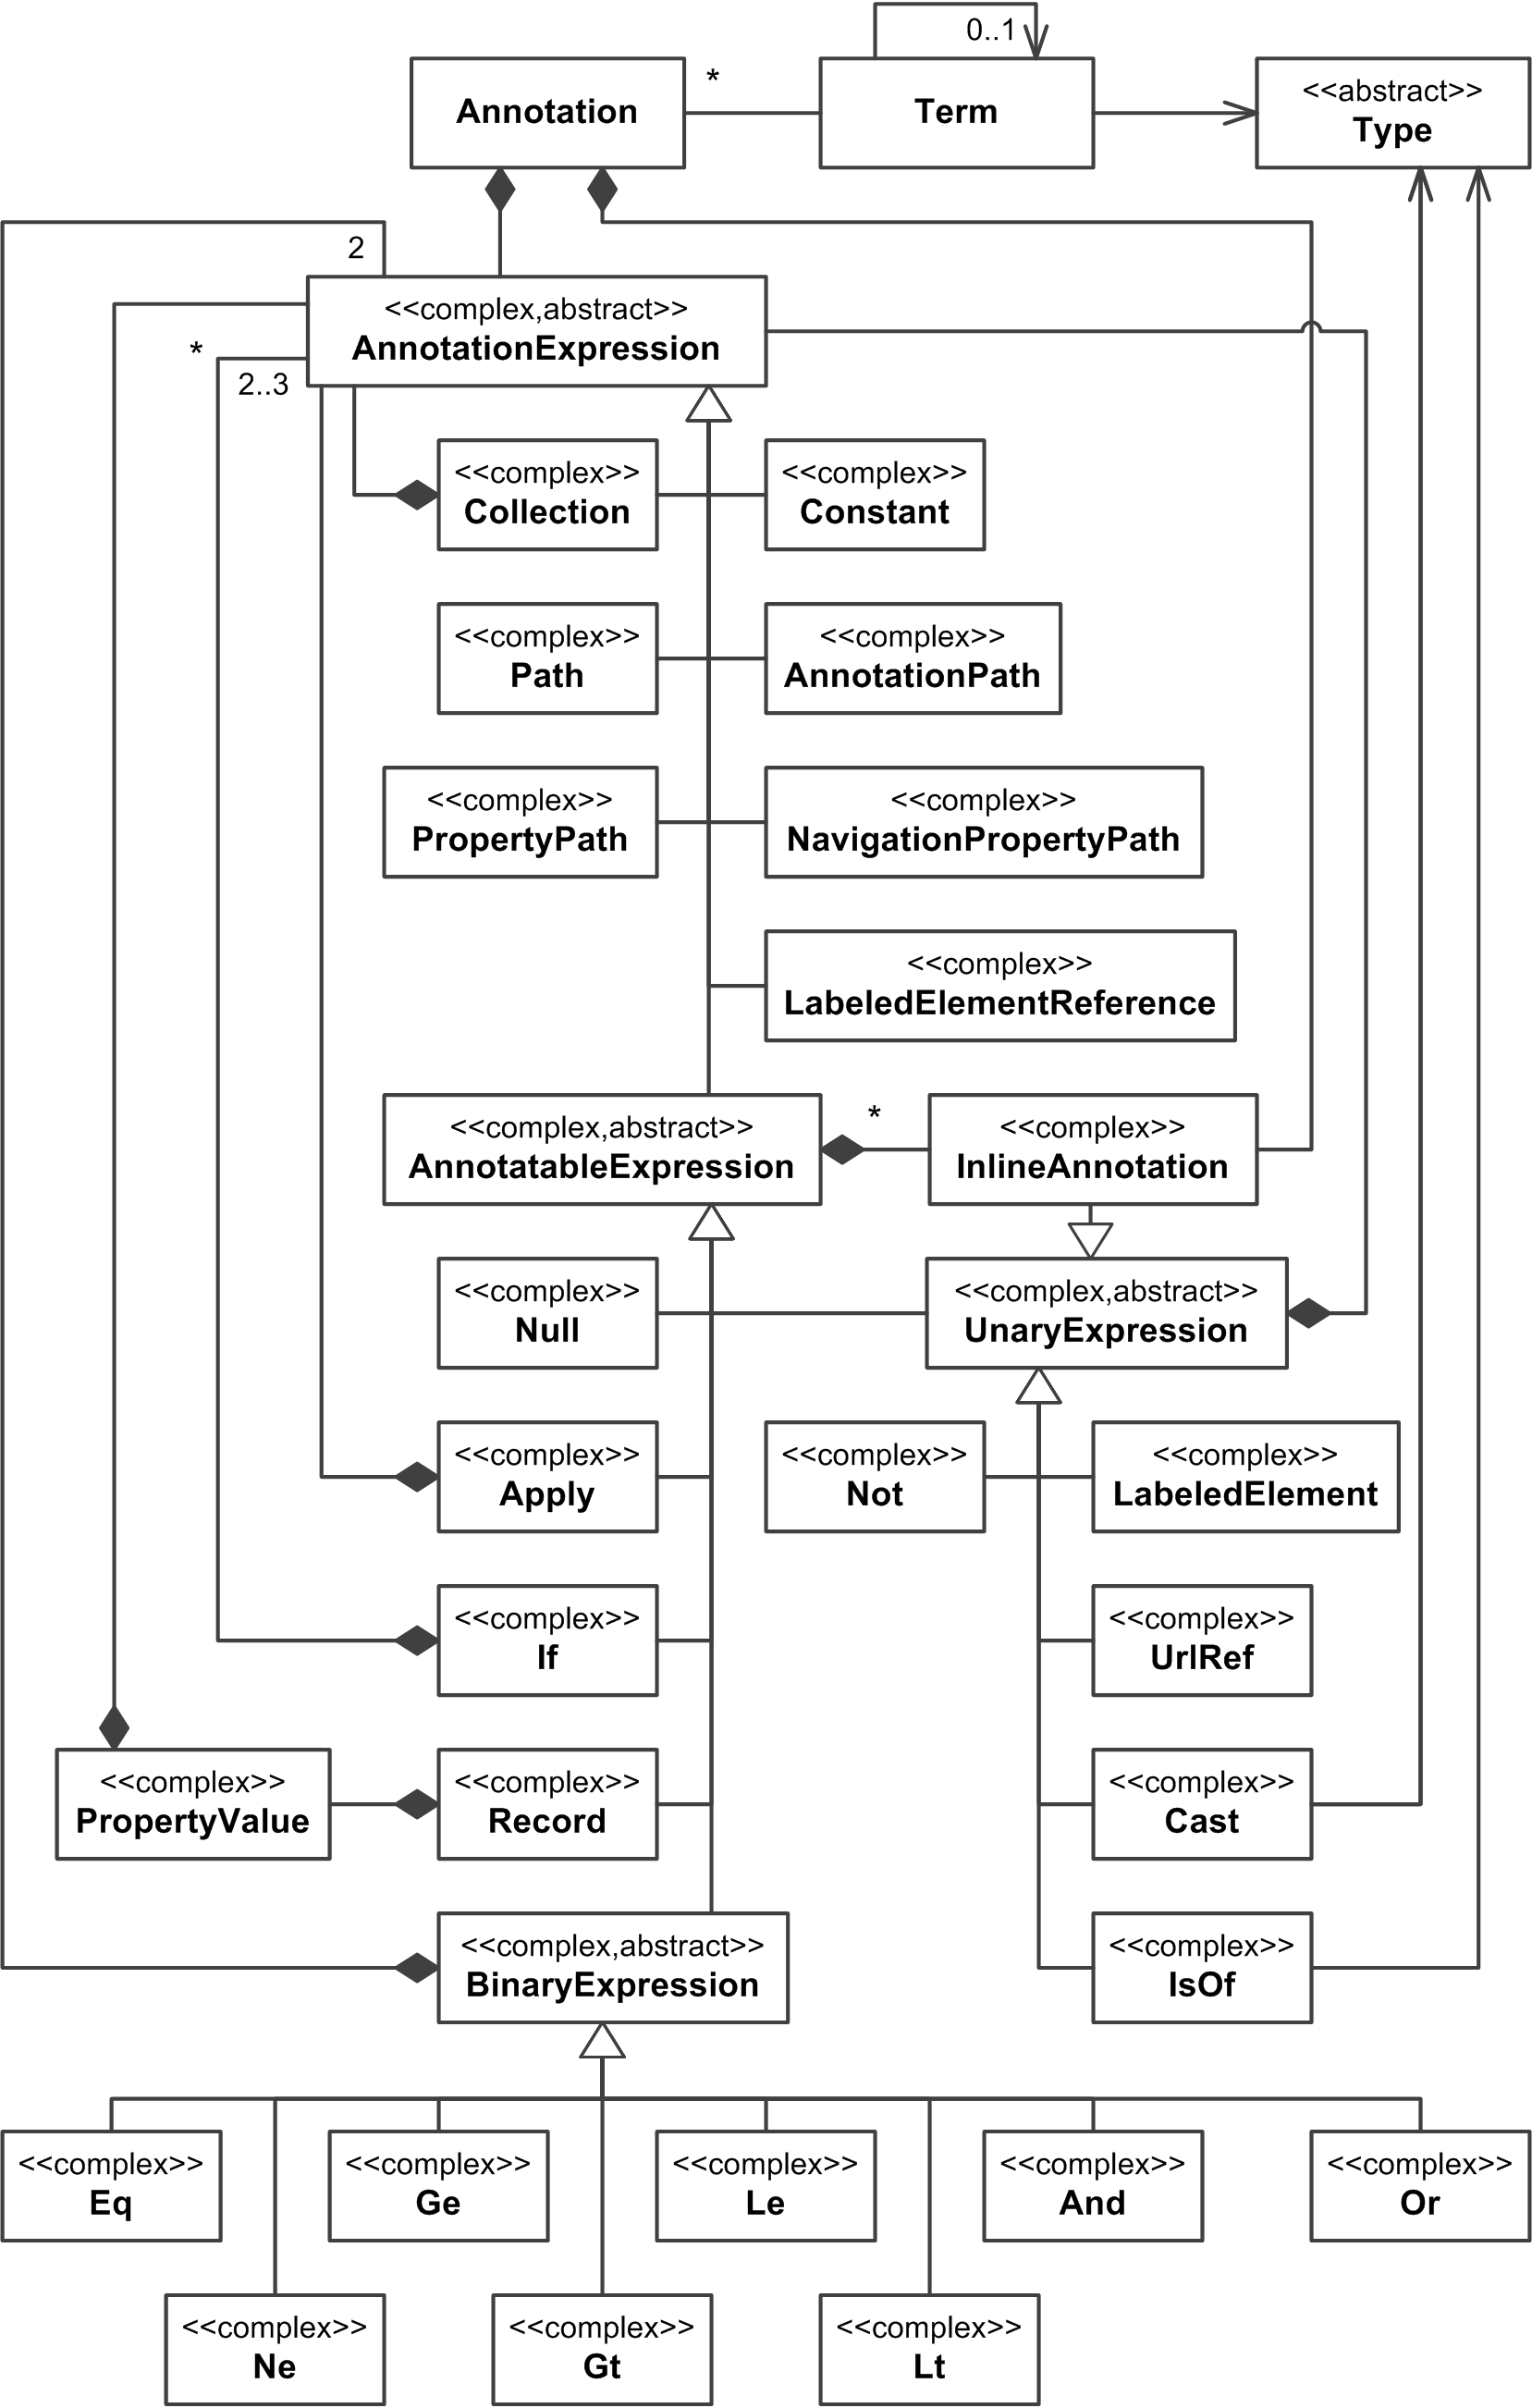 0..1
Annotation
*
Term
<<abstract>>
Type
2
<<complex,abstract>>
AnnotationExpression
*
2..3
<<complex>>
Collection
<<complex>>
Constant
<<complex>>
Path
<<complex>>
AnnotationPath
<<complex>>
PropertyPath
<<complex>>
NavigationPropertyPath
<<complex>>
LabeledElementReference
<<complex,abstract>>
AnnotatableExpression
*
<<complex>>
InlineAnnotation
<<complex>>
Null
<<complex,abstract>>
UnaryExpression
<<complex>>
Apply
<<complex>>
Not
<<complex>>
LabeledElement
<<complex>>
If
<<complex>>
UrlRef
<<complex>>
PropertyValue
<<complex>>
Record
<<complex>>
Cast
<<complex,abstract>>
BinaryExpression
<<complex>>
IsOf
<<complex>>
Eq
<<complex>>
Ge
<<complex>>
Le
<<complex>>
And
<<complex>>
Or
<<complex>>
Ne
<<complex>>
Gt
<<complex>>
Lt